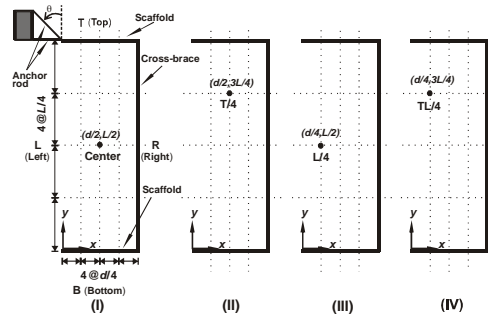 θ
T (Top)
Scaffold
Cross-brace
Anchor
rod
4@L/4
L
(Left)
(d/2,L/2)
Center
R
(Right)
Scaffold
y
x
4@d/4
B (Bottom)
(I)
(d/2,3L/4)
T/4
y
x
(II)
(d/4,L/2)
L/4
y
x
(III)
(d/4,3L/4)
TL/4
y
x
(IV)